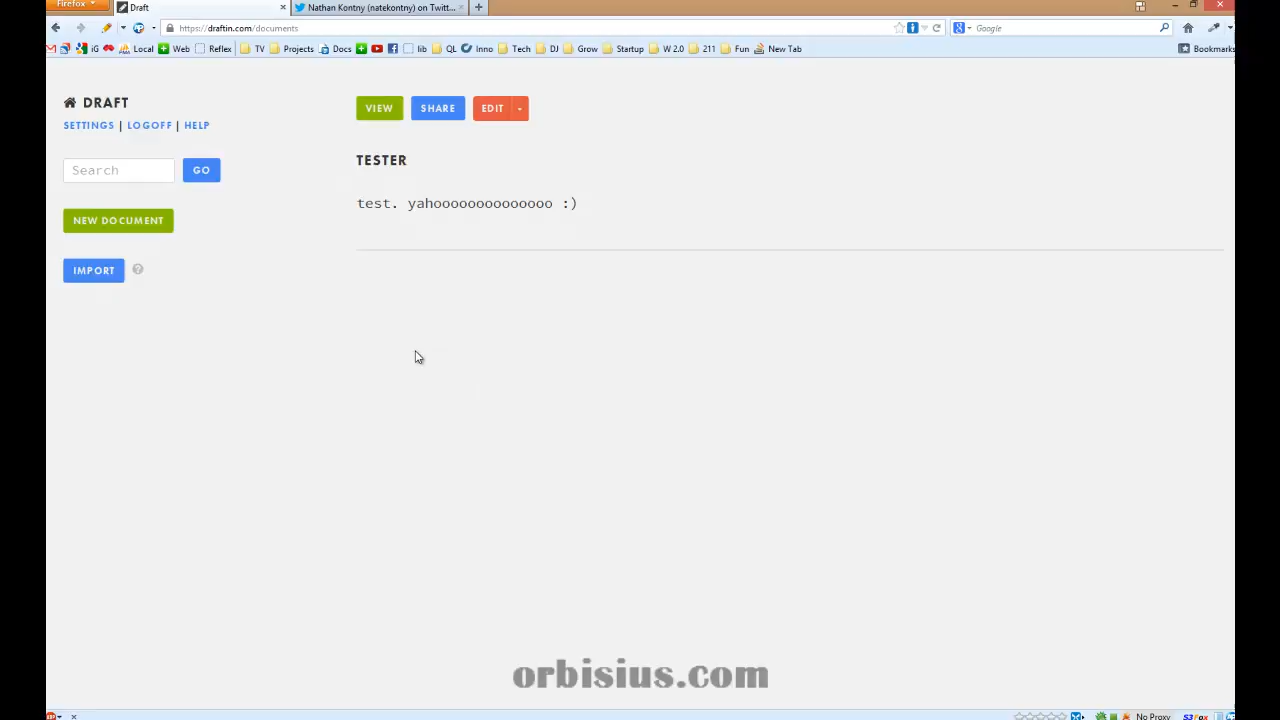 Firefox
Draft
Nathan Kontny (natekontny) on Twitt...
https://draftin.com/documents
Google
iG
Local
Web
Reflex
TV
Projects
Docs
lib
QL
Inno
Tech
DJ
Grow
Startup
W 2.0
211
Fun
New Tab
Bookmarks
DRAFT
SETTINGS | LOGOFF | HELP
Search
GO
NEW DOCUMENT
IMPORT
?
VIEW
SHARE
EDIT
TESTER
test. yahoooooooooooooo :)
orbisius.com
No Proxy
S3Fox